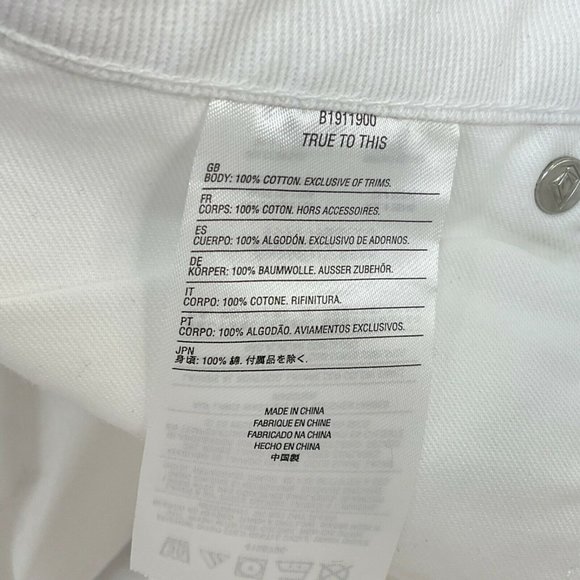 B1911900
TRUE TO THIS
GB
BODY: 100% COTTON. EXCLUSIVE OF TRIMS.
FR
CORPS: 100% COTON. HORS ACCESSOIRES.
ES
CUERPO: 100% ALGODÓN. EXCLUSIVO DE ADORNOS.
DE
KÖRPER: 100% BAUMWOLLE. AUSSER ZUBEHÖR.
IT
CORPO: 100% COTONE. RIFINITURA.
PT
CORPO: 100% ALGODÃO. AVIAMENTOS EXCLUSIVOS.
JPN
身頃: 100% 綿. 付属品を除く.
MADE IN CHINA
FABRIQUE EN CHINE
FABRICADO NA CHINA
HECHO EN CHINA
中国製